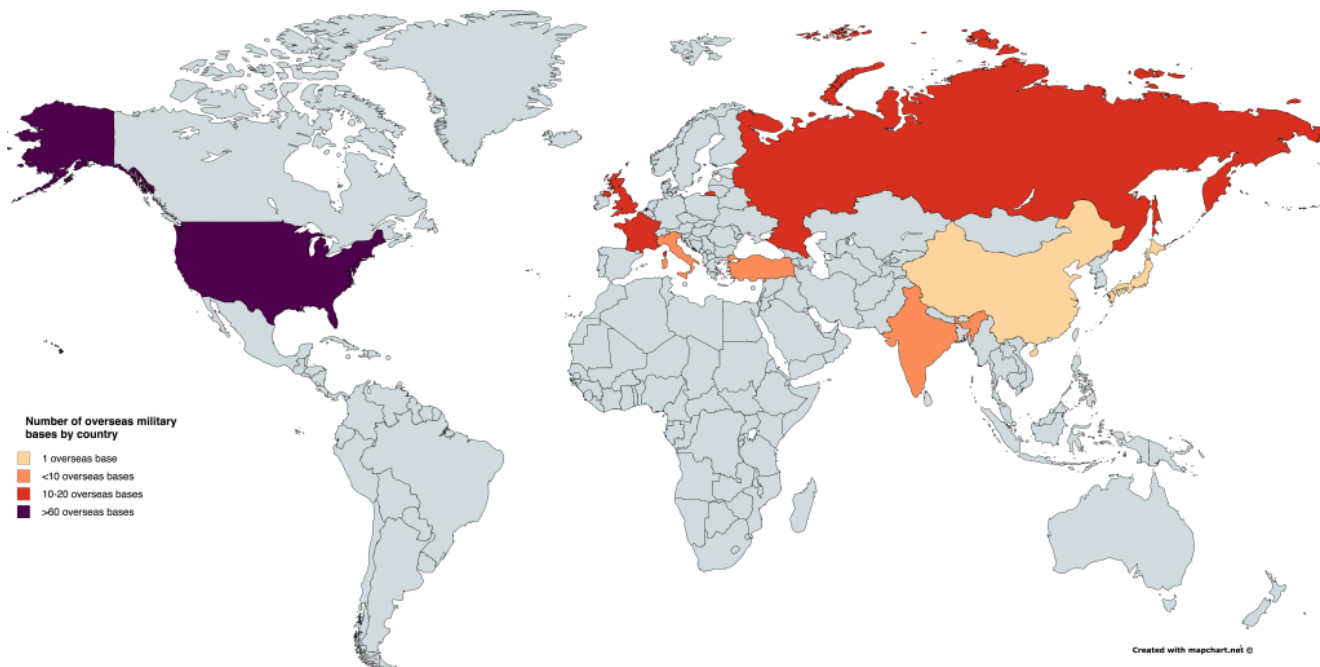 Number of overseas military
bases by country
1 overseas base
<10 overseas bases
10-20 overseas bases
>60 overseas bases
Created with mapchart.net ©